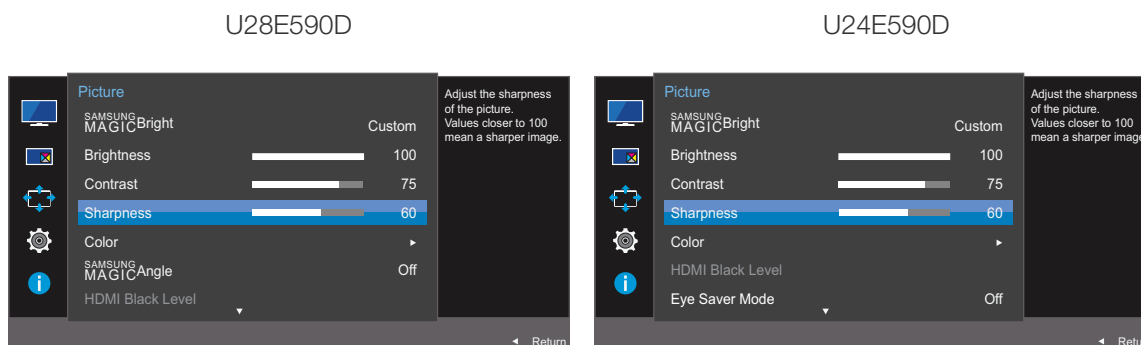 U28E590D
Picture
SAMSUNG MAGIC Bright Custom
Brightness 100
Contrast 75
Sharpness 60
Color
SAMSUNG MAGIC Angle Off
HDMI Black Level
Adjust the sharpness
of the picture.
Values closer to 100
mean a sharper image.
Return
U24E590D
Picture
SAMSUNG MAGIC Bright Custom
Brightness 100
Contrast 75
Sharpness 60
Color
HDMI Black Level
Eye Saver Mode Off
Adjust the sharpness
of the picture.
Values closer to 100
mean a sharper image
Retu